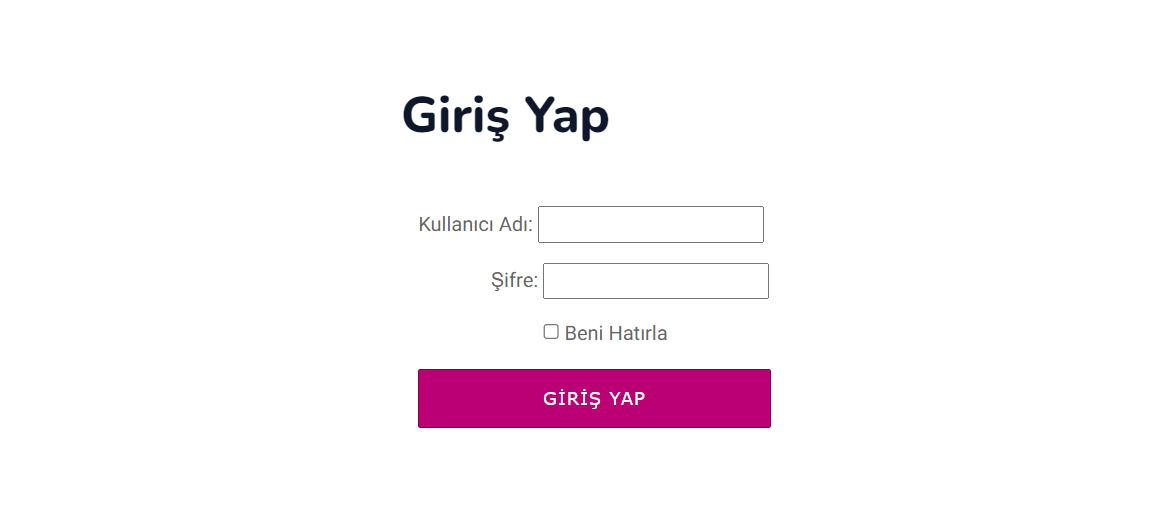 Giriş Yap
Kullanıcı Adı:
Şifre:
Beni Hatırla
GİRİŞ YAP